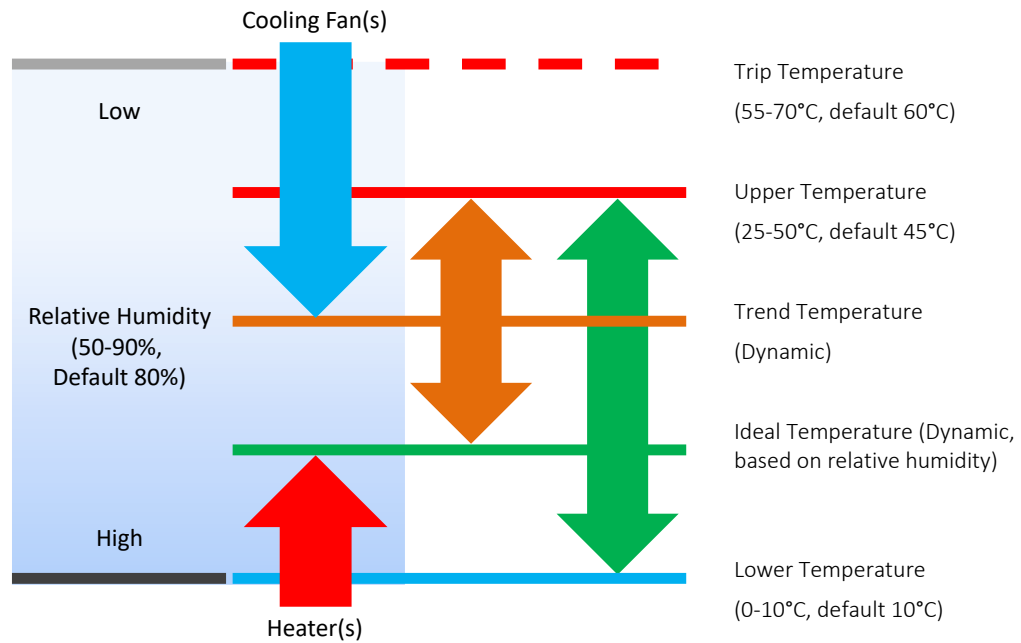 Cooling Fan(s)
Low
Relative Humidity
(50-90%,
Default 80%)
High
Heater(s)
Trip Temperature
(55-70°C, default 60°C)
Upper Temperature
(25-50°C, default 45°C)
Trend Temperature
(Dynamic)
Ideal Temperature (Dynamic,
based on relative humidity)
Lower Temperature
(0-10°C, default 10°C)